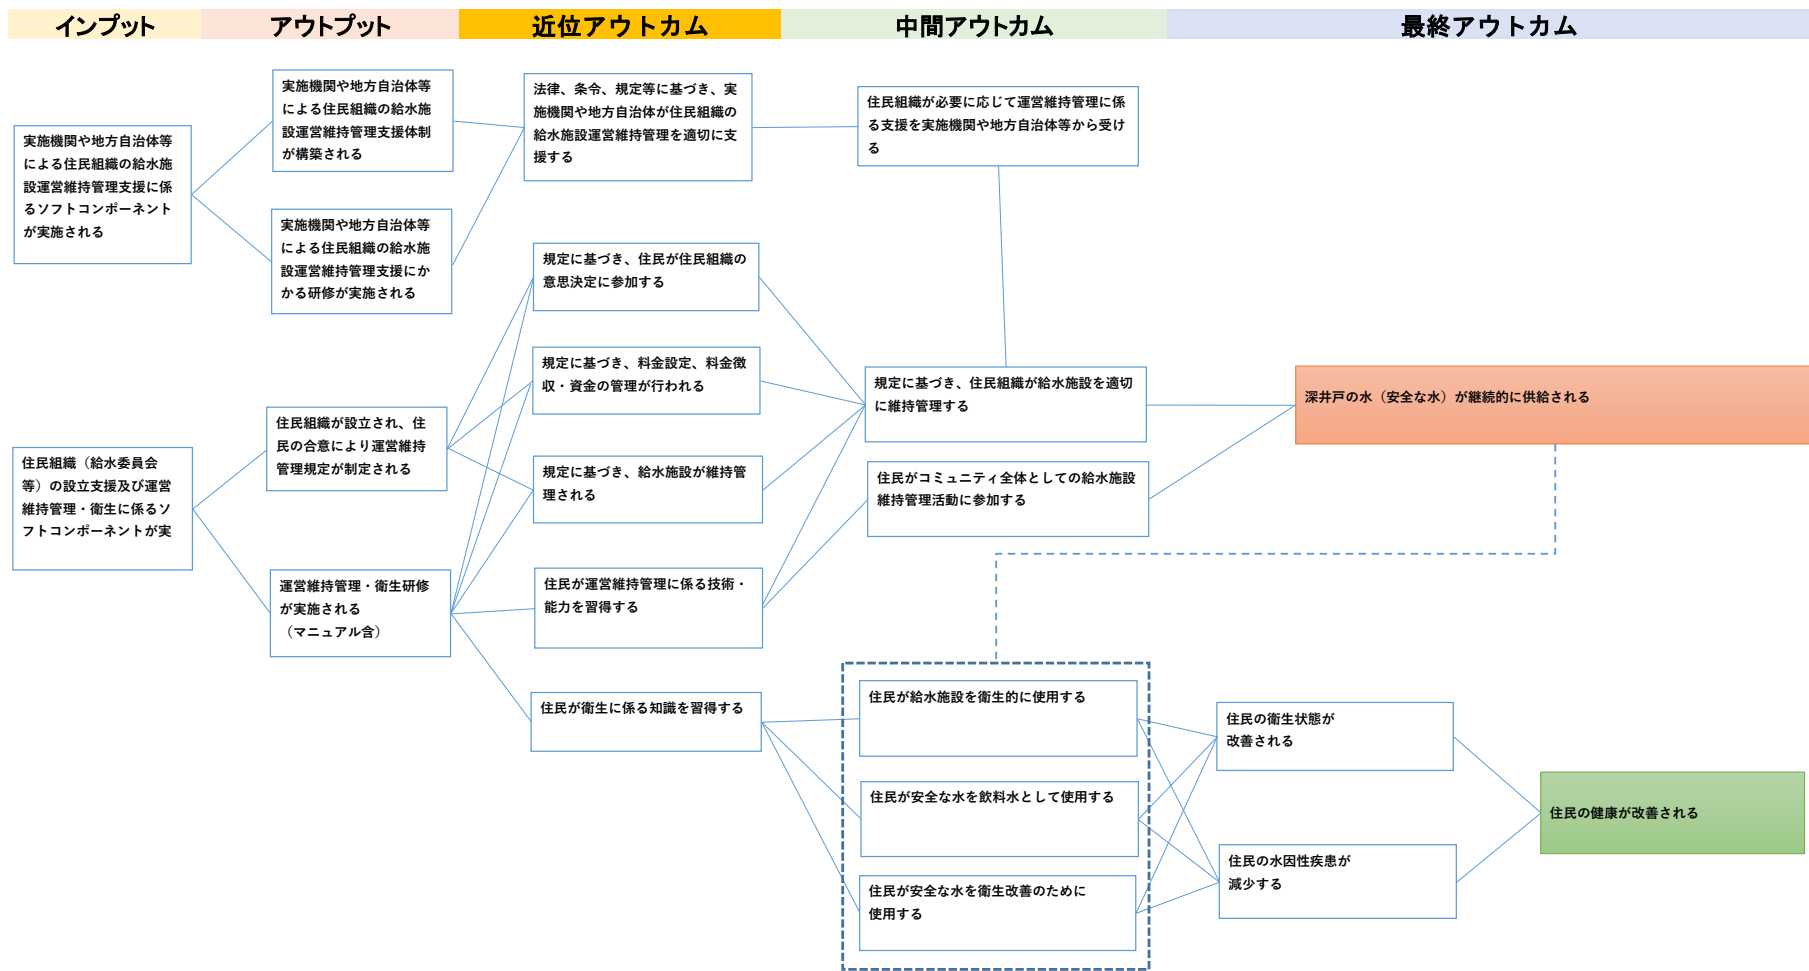 インプット
アウトプット
近位アウトカム
中間アウトカム
最終アウトカム
実施機関や地方自治体等
による住民組織の給水施
設運営維持管理支援に係
るソフトコンポーネント
が実施される
実施機関や地方自治体等
による住民組織の給水施
設運営維持管理支援体制
が構築される
実施機関や地方自治体等
による住民組織の給水施
設運営維持管理支援にか
かる研修が実施される
法律、条令、規定等に基づき、実
施機関や地方自治体が住民組織の
給水施設運営維持管理を適切に支
援する
住民組織が必要に応じて運営維持管理に係
る支援を実施機関や地方自治体等から受け
る
規定に基づき、住民が住民組織の
意思決定に参加する
規定に基づき、料金設定、料金徴
収・資金の管理が行われる
規定に基づき、給水施設が維持管
理される
住民が運営維持管理に係る技術・
能力を習得する
住民が衛生に係る知識を習得する
住民組織（給水委員会
等）の設立支援及び運営
維持管理・衛生に係るソ
フトコンポーネントが実
住民組織が設立され、住
民の合意により運営維持
管理規定が制定される
運営維持管理・衛生研修
が実施される
（マニュアル含）
規定に基づき、住民組織が給水施設を適切
に維持管理する
住民がコミュニティ全体としての給水施設
維持管理活動に参加する
深井戸の水（安全な水）が継続的に供給される
住民が給水施設を衛生的に使用する
住民が安全な水を飲料水として使用する
住民が安全な水を衛生改善のために
使用する
住民の衛生状態が
改善される
住民の水因性疾患が
減少する
住民の健康が改善される